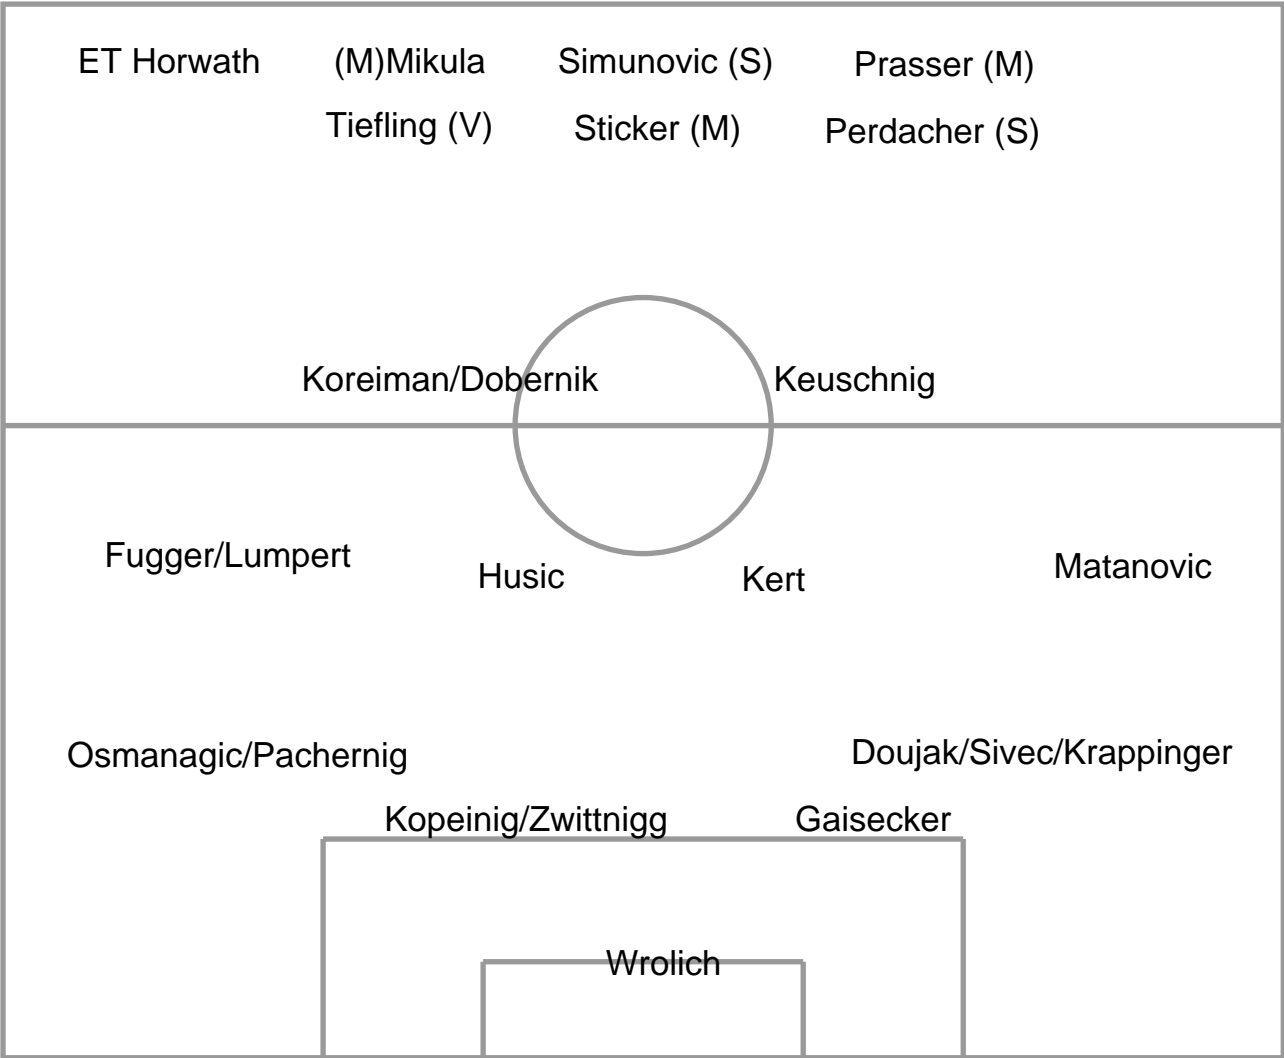 ET Horwath (M)Mikula Simunovic (S) Prasser (M)
Tiefling (V) Sticker (M) Perdacher (S)
Koreiman/Dobernik Keuschnig
Fugger/Lumpert Husic Kert Matanovic
Osmanagic/Pachernig Doujak/Sivec/Krappinger
Kopeinig/Zwittnigg Gaisecker
Wrolich